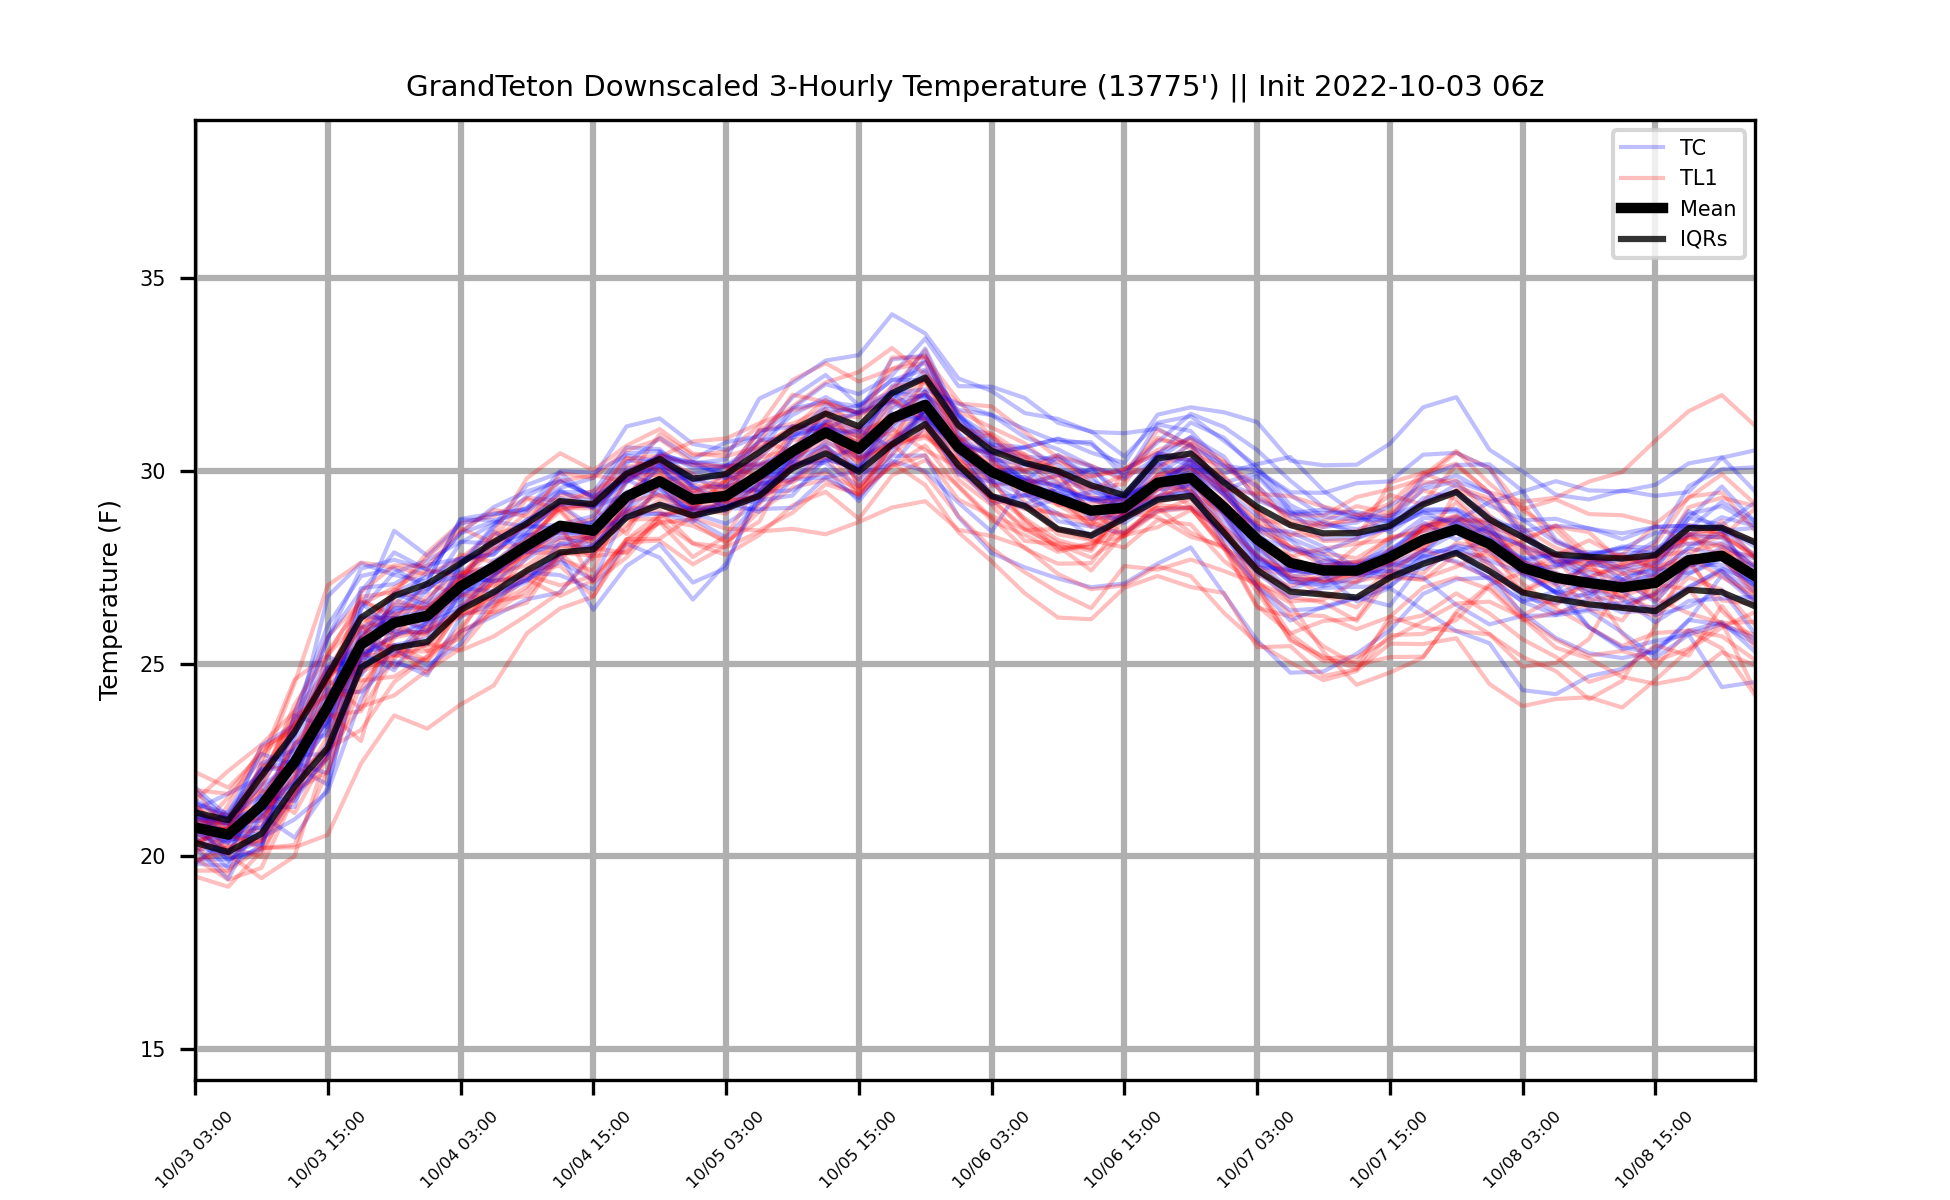 GrandTeton Downscaled 3-Hourly Temperature (13775') || Init 2022-10-03 06z
TC
TL1
Mean
IQRs
Temperature (F)
35
30
25
20
15
10/03 03:00
10/03 15:00
10/04 03:00
10/04 15:00
10/05 03:00
10/05 15:00
10/06 03:00
10/06 15:00
10/07 03:00
10/07 15:00
10/08 03:00
10/08 15:00